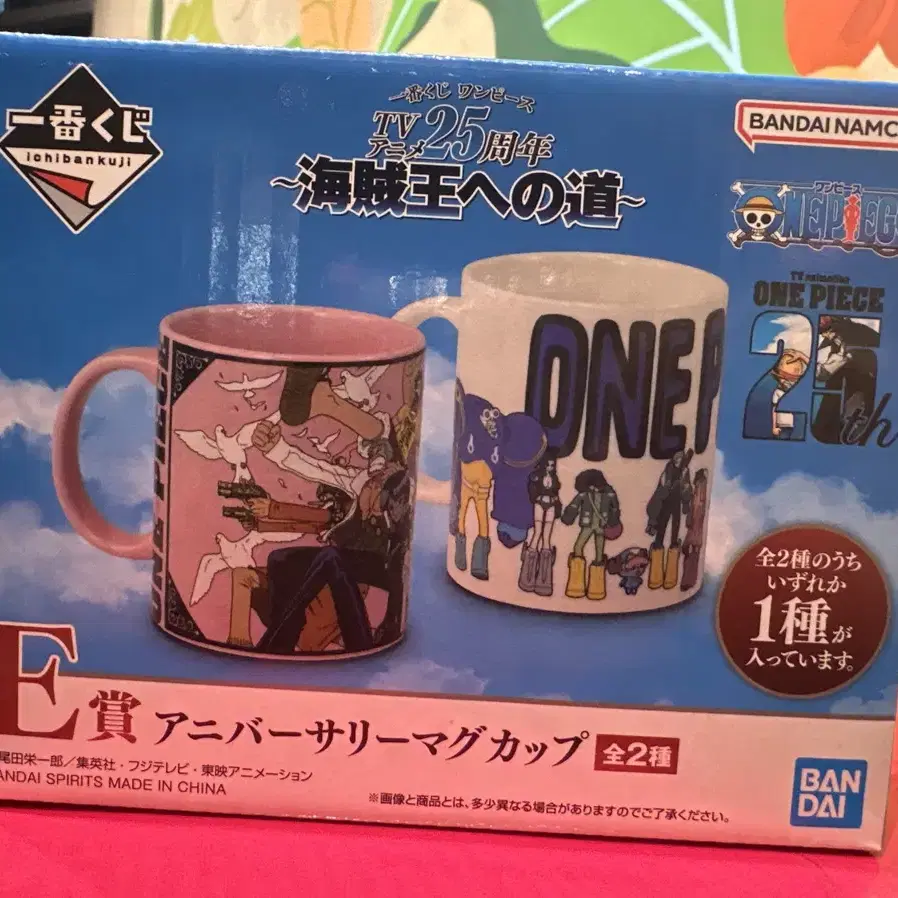 一番くじ
ichibankuji
一番くじ ワンピース
TV
アニメ 25周年
~海賊王への道~
BANDAI NAMC
ワンピース
ONE PIEC
TV animation
ONE PIECE
25th
ONE P
全2種のうち
いずれか
1種が
入っています。
E賞 アニバーサリーマグカップ 全2種
尾田栄一郎/集英社・フジテレビ・東映アニメーション
ANDAI SPIRITS MADE IN CHINA
※画像と商品とは、多少異なる場合がありますのでご了承ください。
BAN
DAI